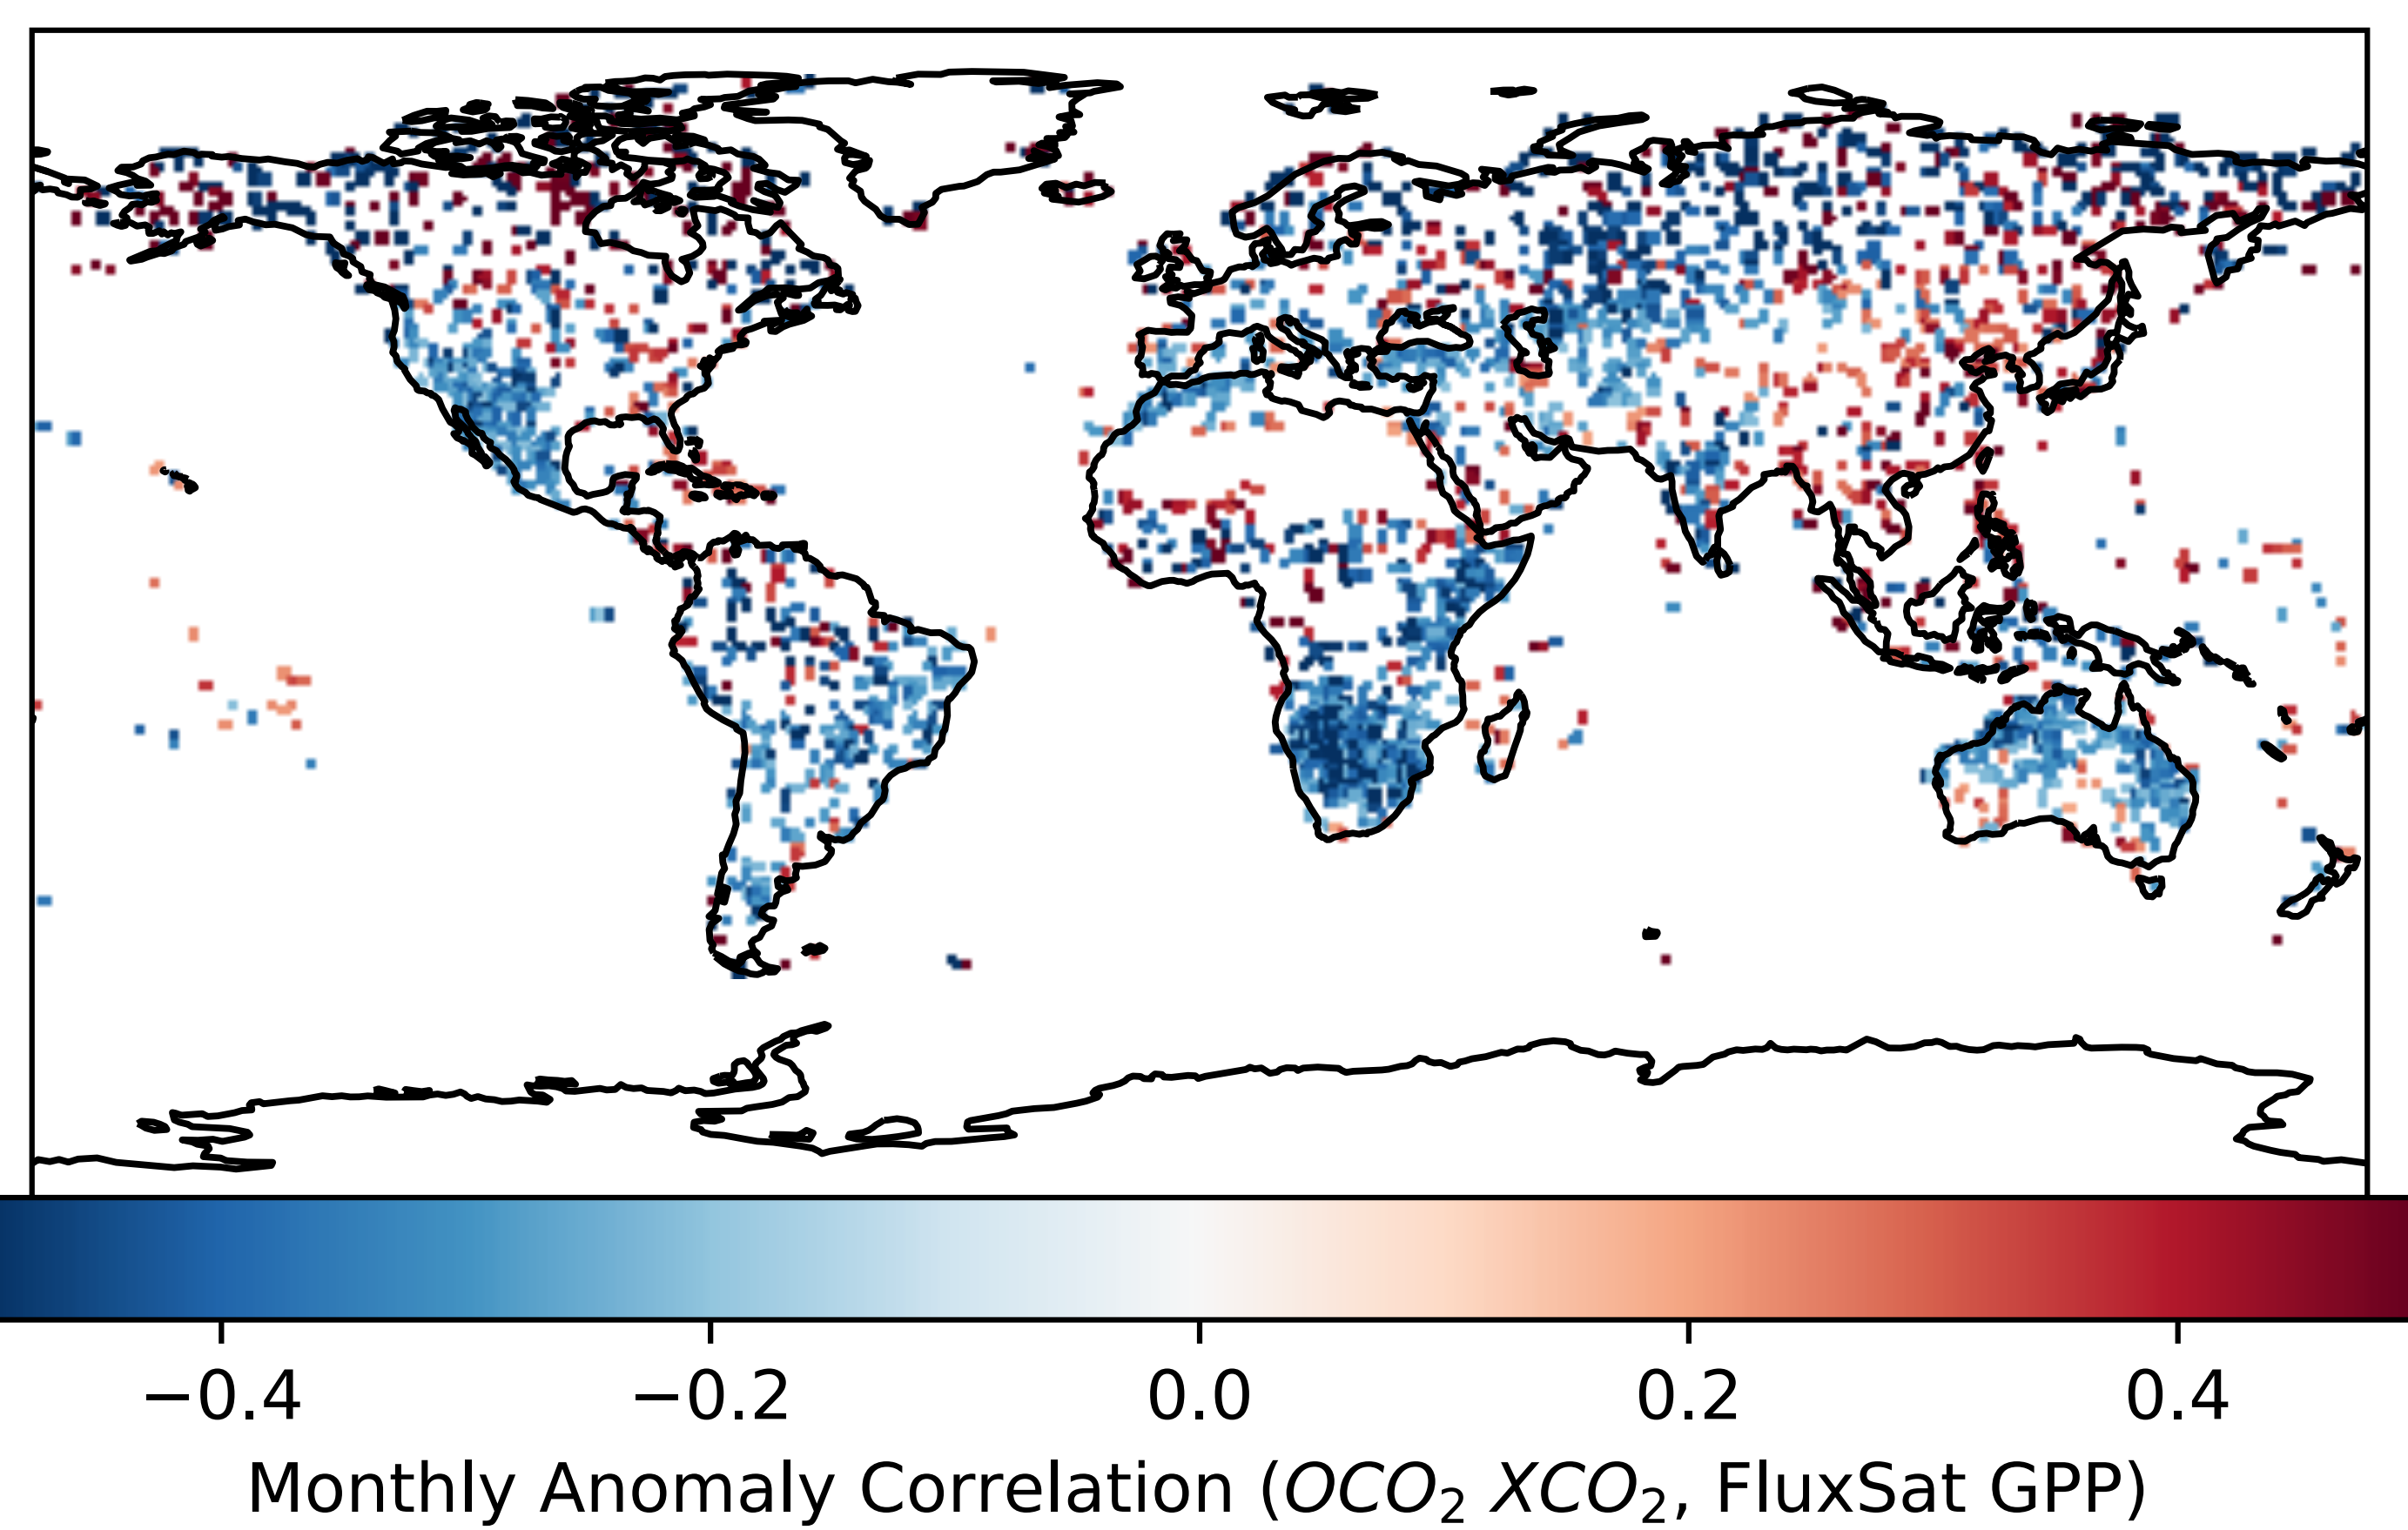 −0.4 −0.2 0.0 0.2 0.4
Monthly Anomaly Correlation (OCO₂ XCO₂, FluxSat GPP)